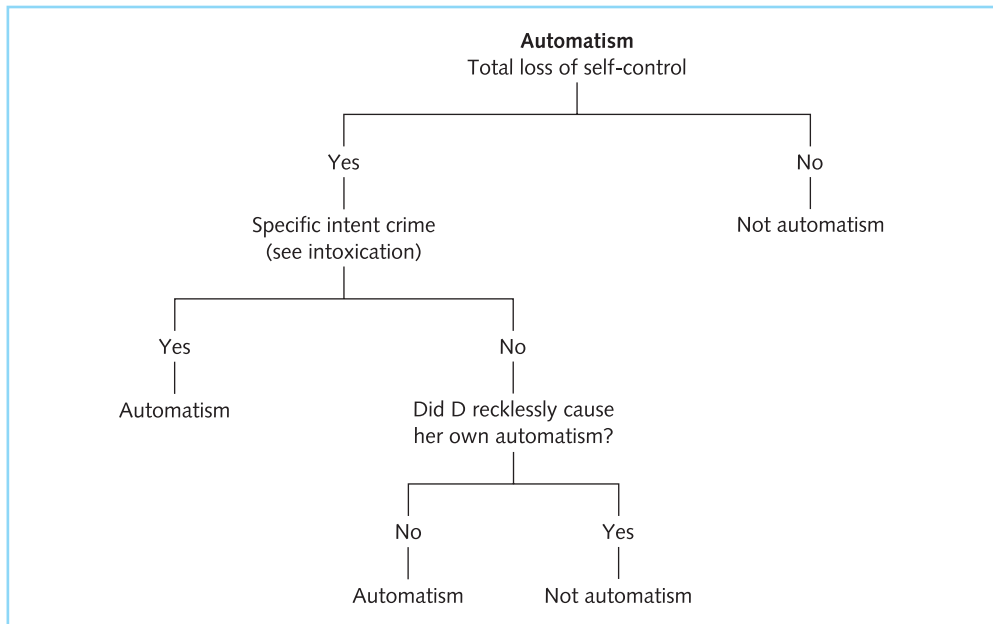 Automatism
Total loss of self-control
Yes
No
Specific intent crime
(see intoxication)
Not automatism
Yes
No
Automatism
Did D recklessly cause
her own automatism?
No
Yes
Automatism
Not automatism